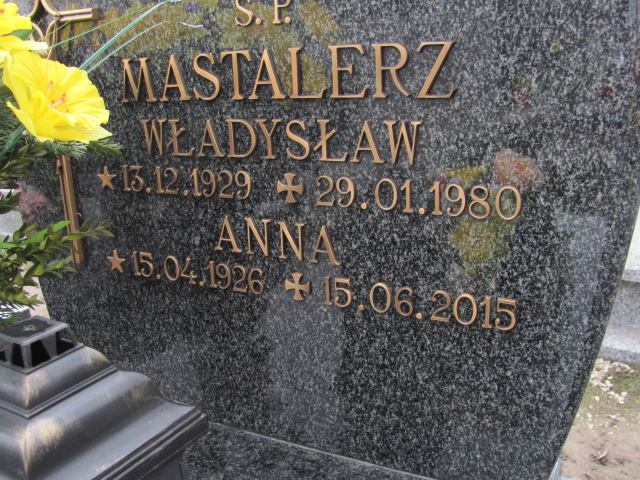 Ś. P.
MASTALERZ
WŁADYSŁAW
13.12.1929 29.01.1980
ANNA
15.04.1926 15.06.2015